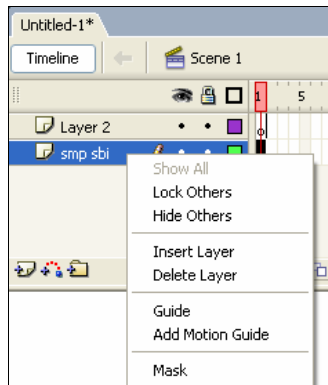 Untitled-1*
Timeline Scene 1
1 5
Layer 2
smp sbi
Show All
Lock Others
Hide Others
Insert Layer
Delete Layer
Guide
Add Motion Guide
Mask